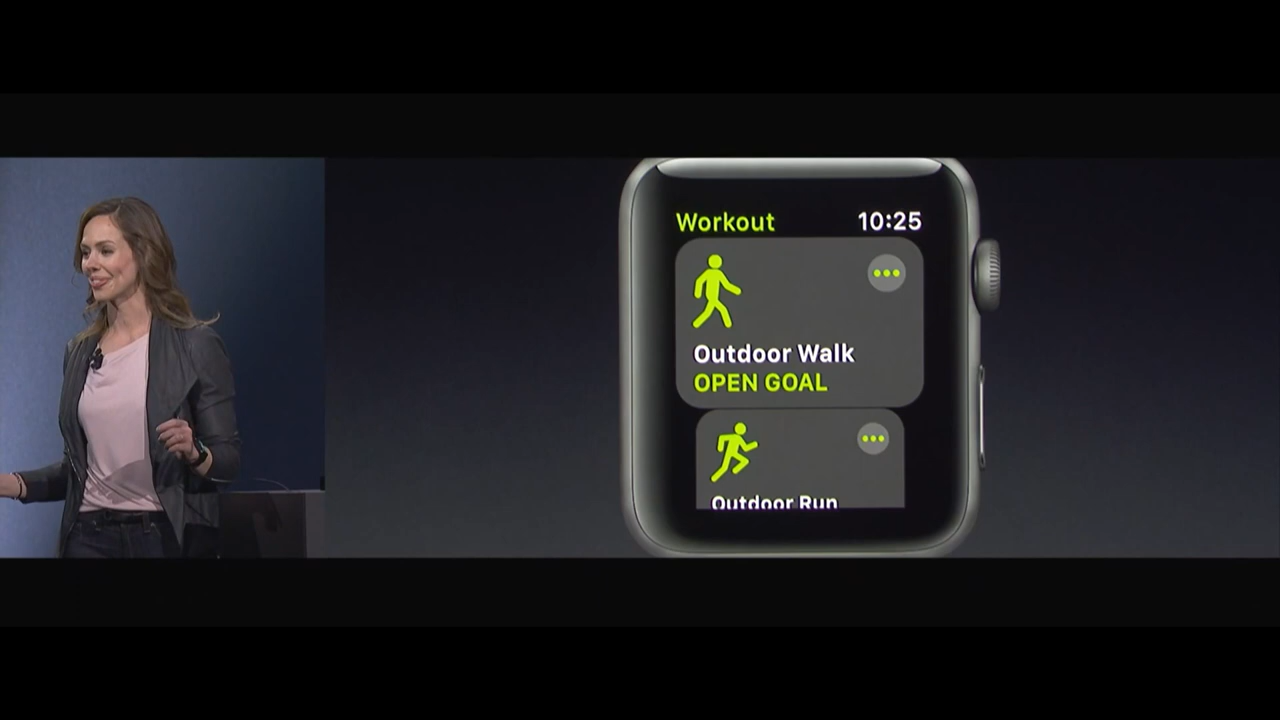 Workout 10:25
•••
Outdoor Walk
OPEN GOAL
•••
Outdoor Run